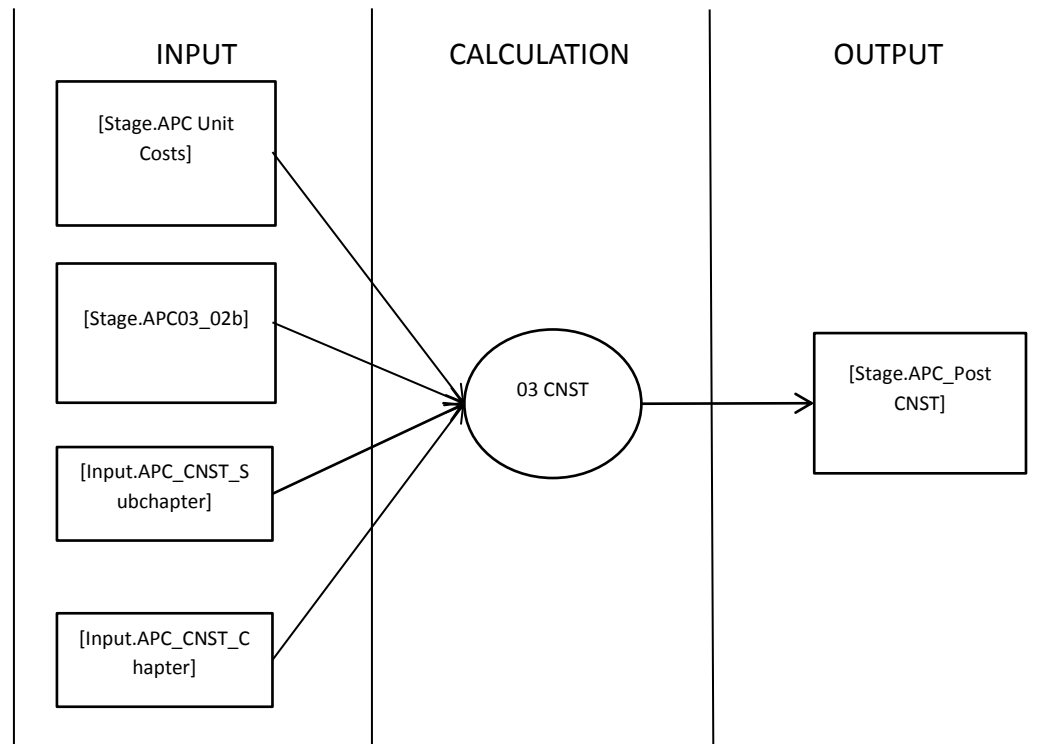 INPUT
CALCULATION
OUTPUT
[Stage.APC Unit
Costs]
[Stage.APC03_02b]
[Input.APC_CNST_S
ubchapter]
[Input.APC_CNST_C
hapter]
03 CNST
[Stage.APC_Post
CNST]